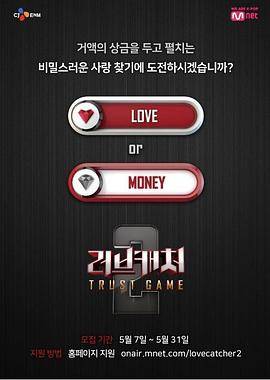 CJ ENM
WE ARE K-POP
Mnet
거액의 상금을 두고 펼치는
비밀스러운 사랑 찾기에 도전하시겠습니까?
LOVE
or
MONEY
2
러브캐처
TRUST GAME
모집 기간 5월 7일 ~ 5월 31일
지원 방법 홈페이지 지원 onair.mnet.com/lovecatcher2